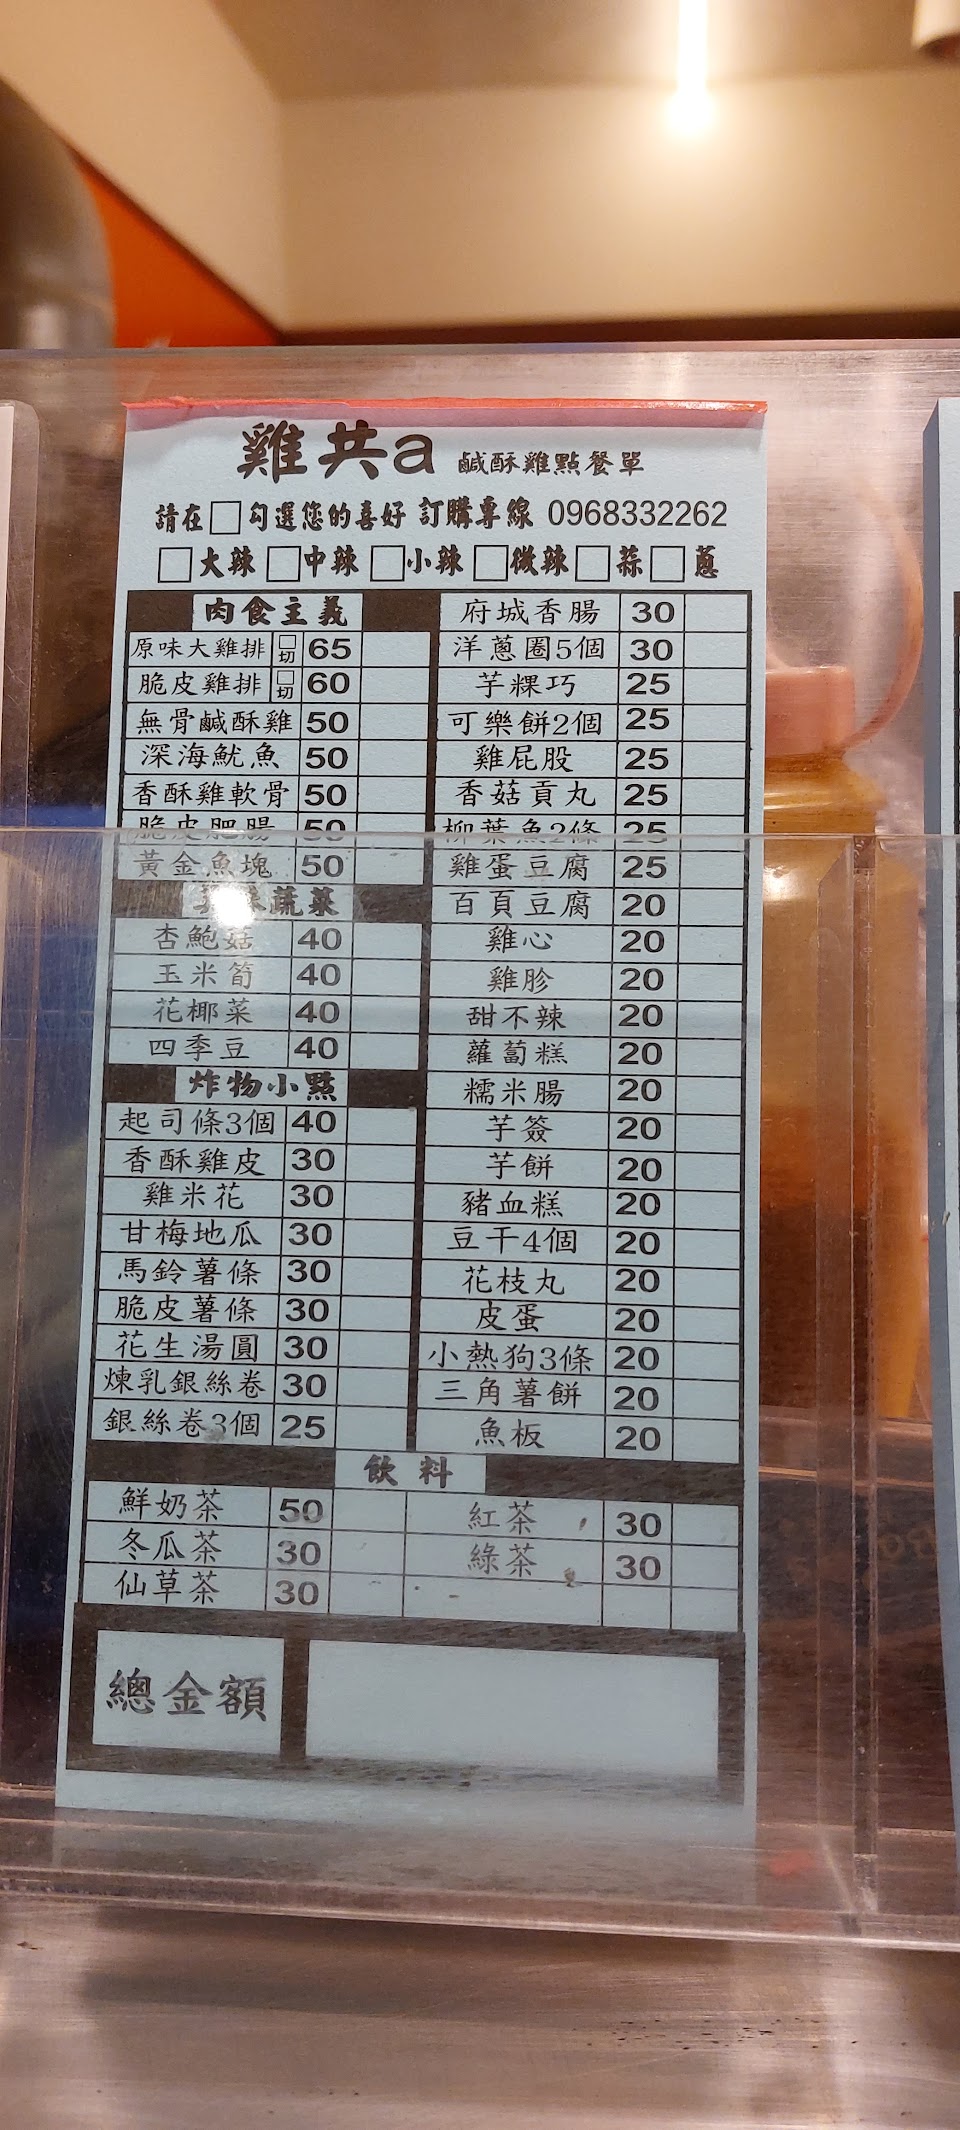 雞共a 鹹酥雞點餐單
請在□勾選您的喜好 訂購專線 0968332262
□大辣 □中辣 □小辣 □微辣 □蒜 □蔥
肉食主義
原味大雞排 □切 65
脆皮雞排 □切 60
無骨鹹酥雞 50
深海魷魚 50
香酥雞軟骨 50
脆皮肥腸 50
黃金魚塊 50
蔬菜
杏鮑菇 40
玉米筍 40
花椰菜 40
四季豆 40
炸物小點
起司條3個 40
香酥雞皮 30
雞米花 30
甘梅地瓜 30
馬鈴薯條 30
脆皮薯條 30
花生湯圓 30
煉乳銀絲卷 30
銀絲卷3個 25
府城香腸 30
洋蔥圈5個 30
芋粿巧 25
可樂餅2個 25
雞屁股 25
香菇貢丸 25
柳葉魚2條 25
雞蛋豆腐 25
百頁豆腐 20
雞心 20
雞胗 20
甜不辣 20
蘿蔔糕 20
糯米腸 20
芋簽 20
芋餅 20
豬血糕 20
豆干4個 20
花枝丸 20
皮蛋 20
小熱狗3條 20
三角薯餅 20
魚板 20
飲料
鮮奶茶 50
冬瓜茶 30
仙草茶 30
紅茶 30
綠茶 30
總金額